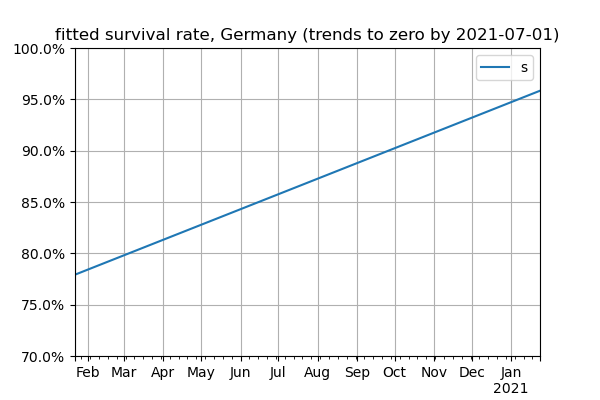 fitted survival rate, Germany (trends to zero by 2021-07-01)
100.0%
95.0%
90.0%
85.0%
80.0%
75.0%
70.0%
s
Feb Mar Apr May Jun Jul Aug Sep Oct Nov Dec Jan
2021